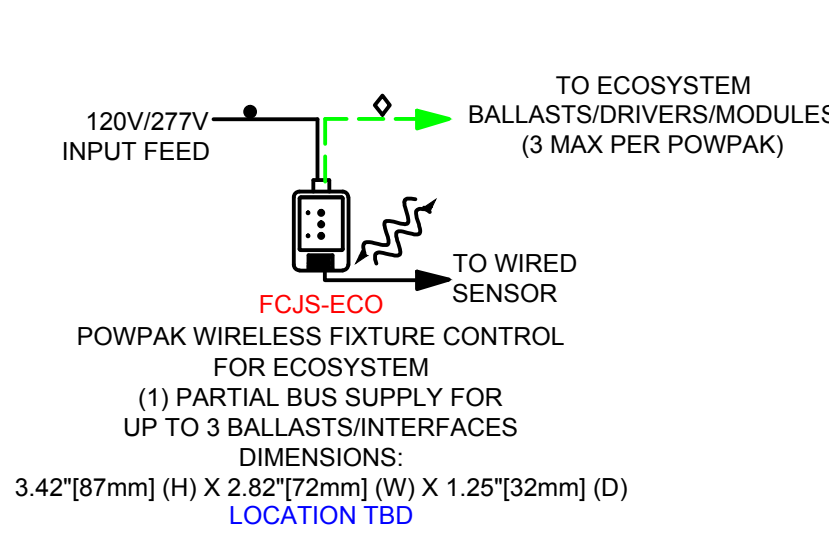 120V/277V
INPUT FEED
TO ECOSYSTEM
BALLASTS/DRIVERS/MODULES
(3 MAX PER POWPAK)
TO WIRED
SENSOR
FCJS-ECO
POWPAK WIRELESS FIXTURE CONTROL
FOR ECOSYSTEM
(1) PARTIAL BUS SUPPLY FOR
UP TO 3 BALLASTS/INTERFACES
DIMENSIONS:
3.42"[87mm] (H) X 2.82"[72mm] (W) X 1.25"[32mm] (D)
LOCATION TBD